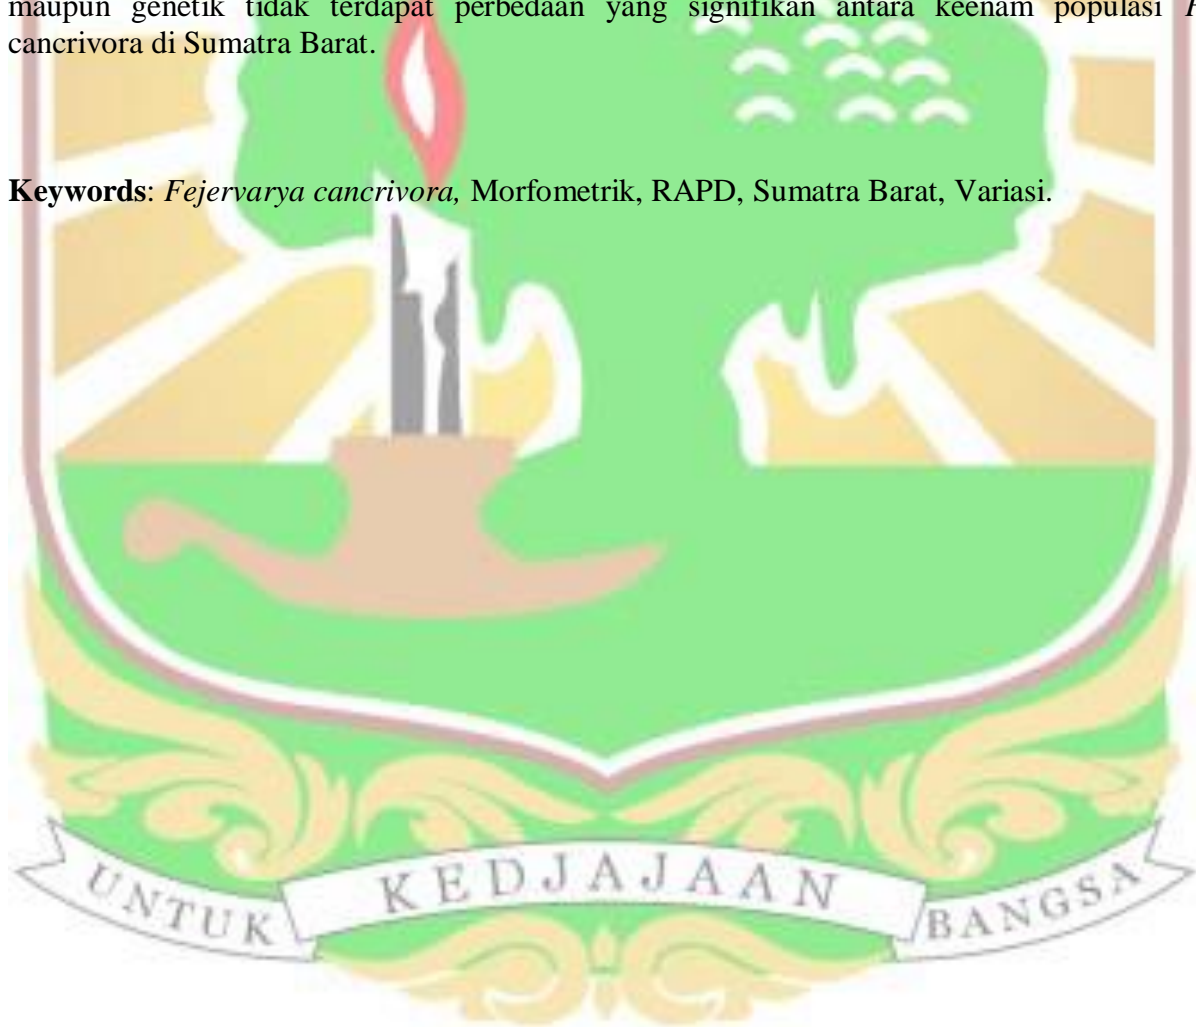 maupun genetik tidak terdapat perbedaan yang signifikan antara keenam populasi
cancrivora di Sumatra Barat.
Keywords: Fejervarya cancrivora, Morfometrik, RAPD, Sumatra Barat, Variasi.
UNTUK KEDJAJAAN BANGSA